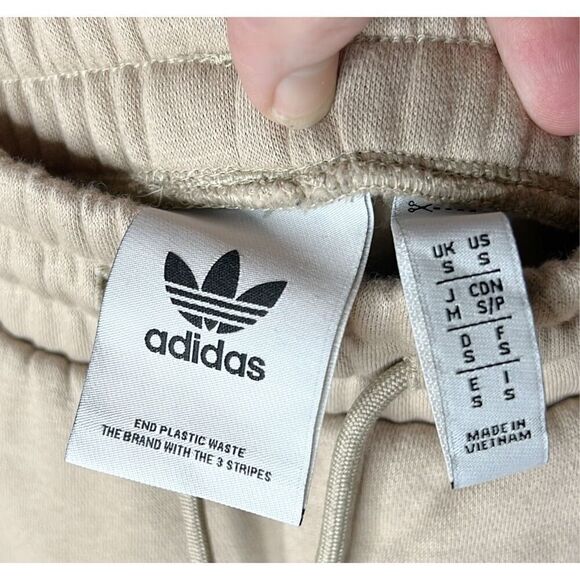 adidas
END PLASTIC WASTE
THE BRAND WITH THE 3 STRIPES
UK S US S
J M CDN S/P
D S F S
E S I S
MADE IN
VIETNAM